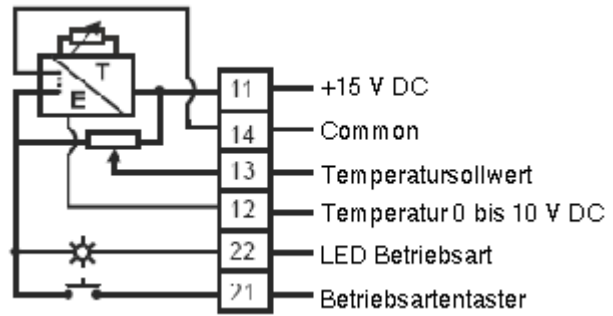 T
E
11 +15 V DC
14 Common
13 Temperatursollwert
12 Temperatur 0 bis 10 V DC
22 LED Betriebsart
21 Betriebsartentaster